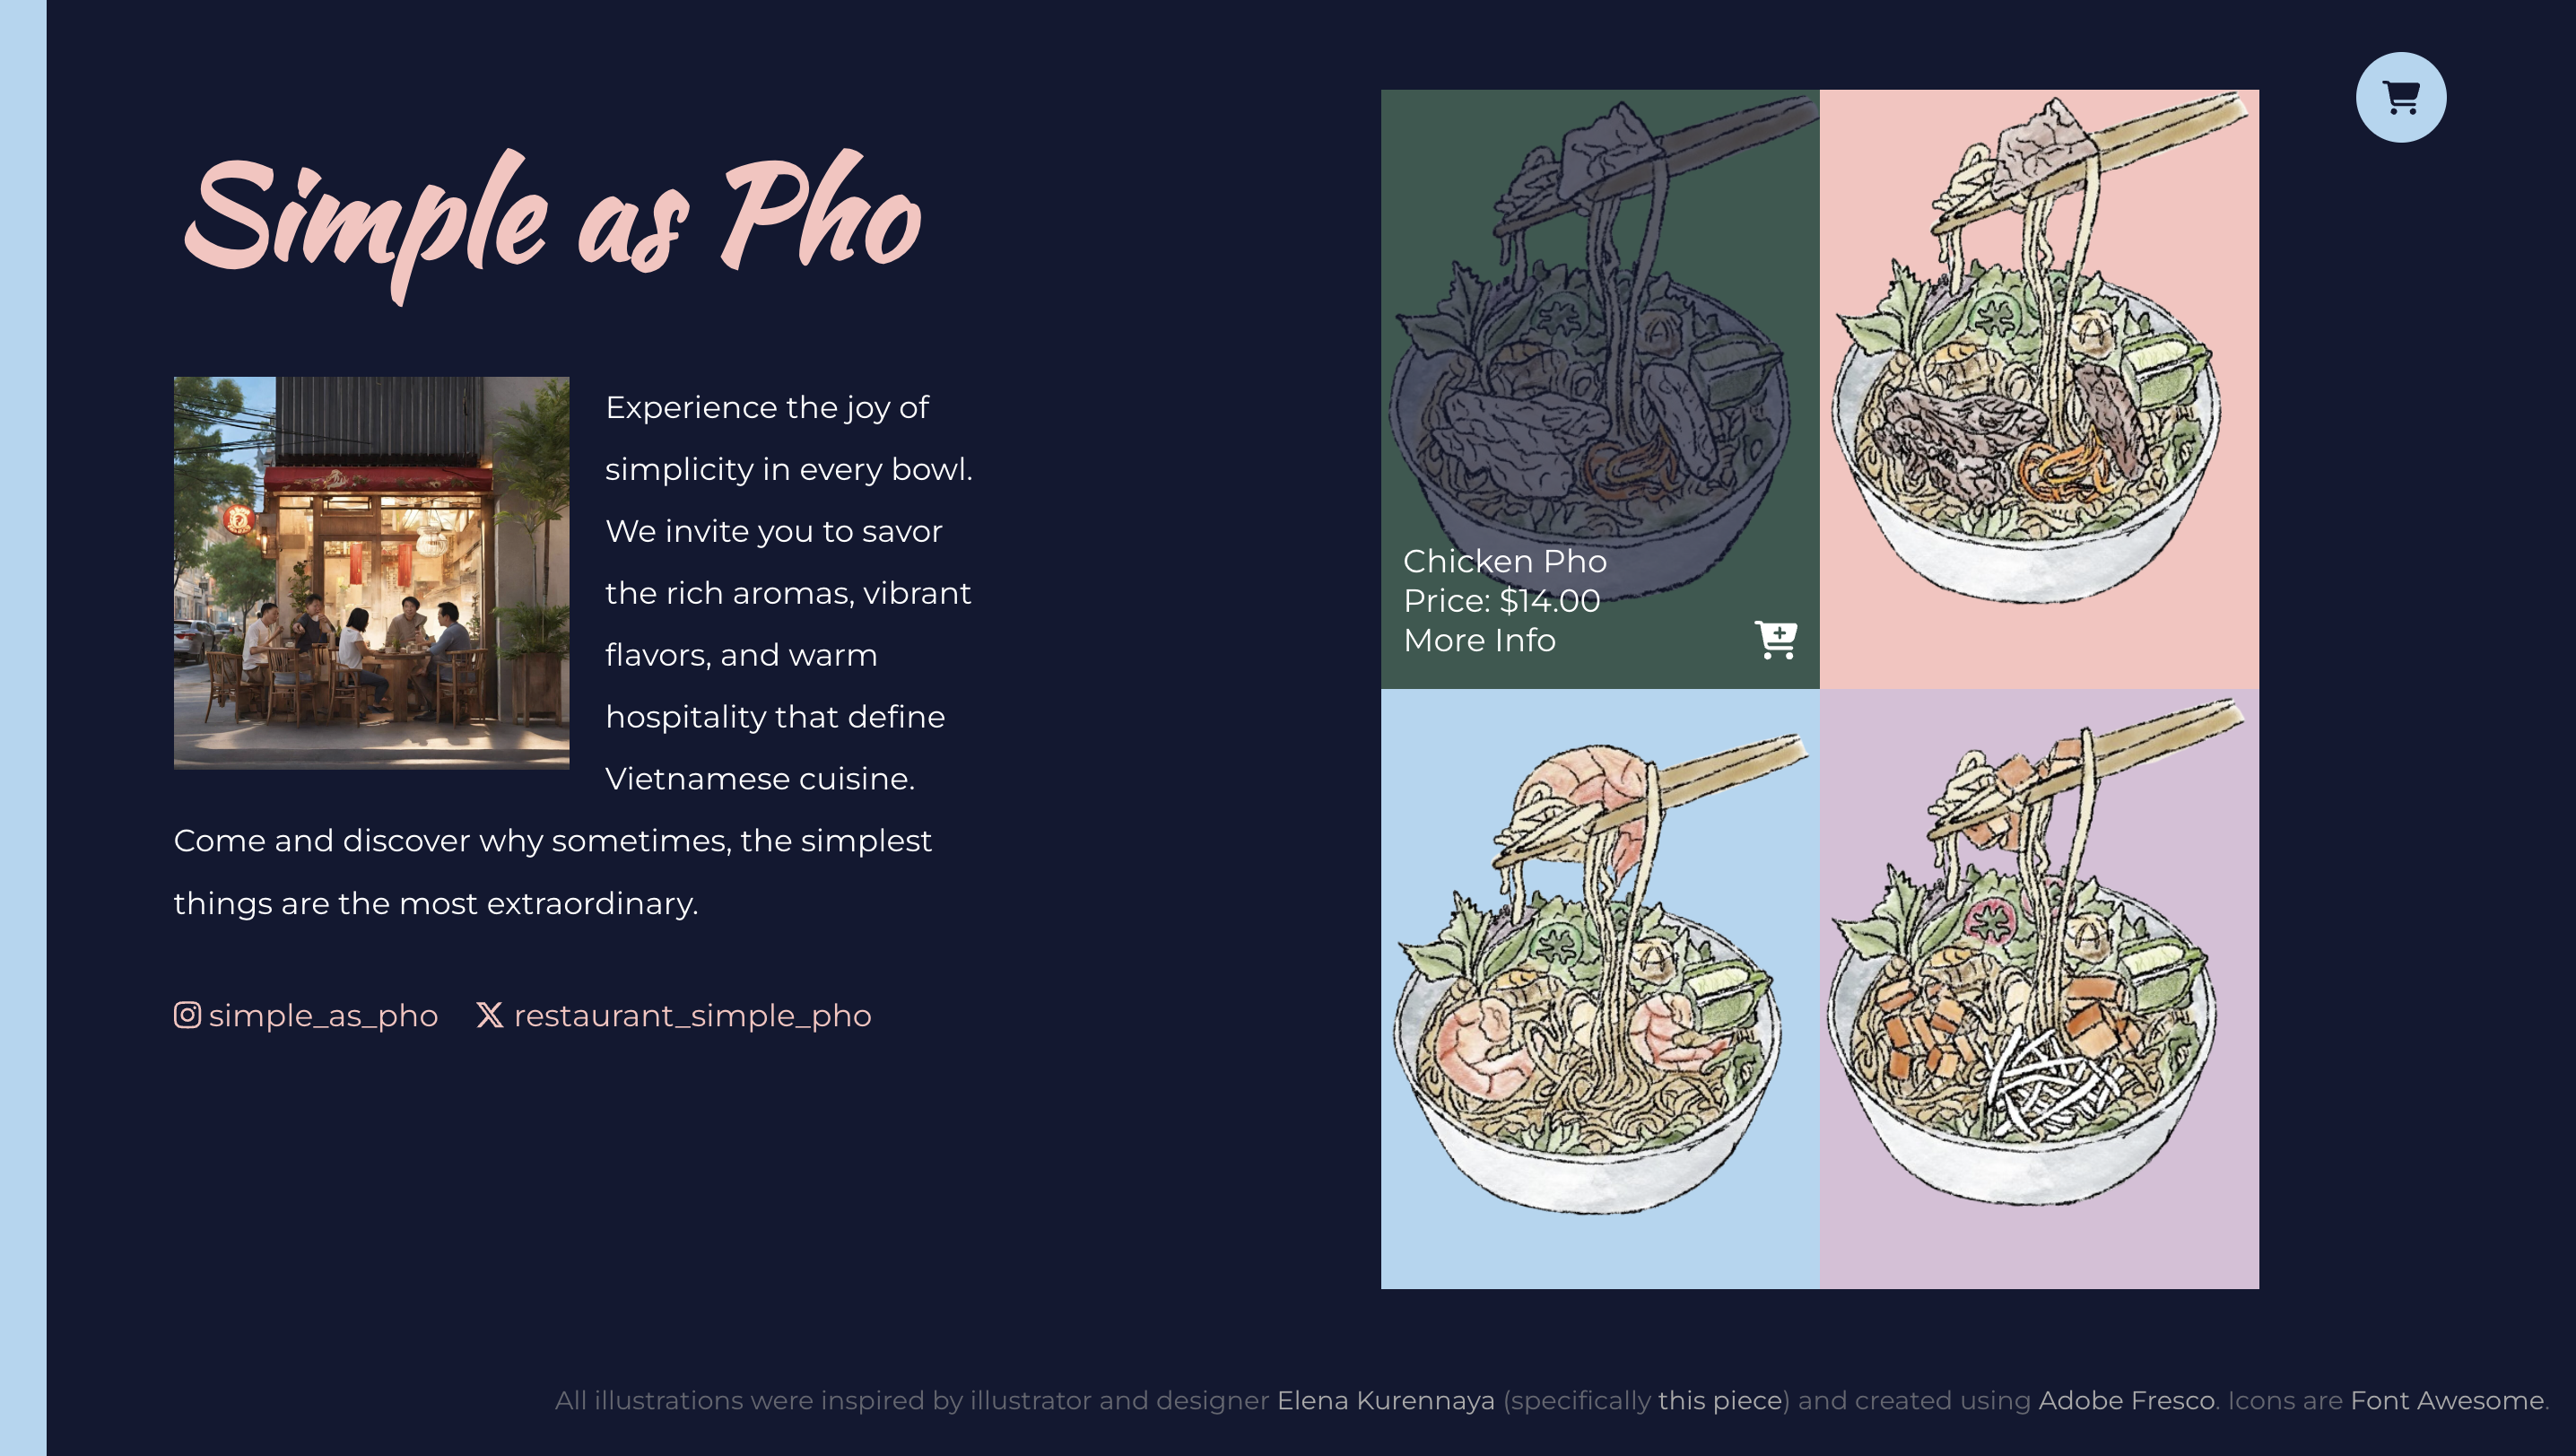 Simple as Pho
Experience the joy of
simplicity in every bowl.
We invite you to savor
the rich aromas, vibrant
flavors, and warm
hospitality that define
Vietnamese cuisine.
Come and discover why sometimes, the simplest
things are the most extraordinary.
simple_as_pho
restaurant_simple_pho
Chicken Pho
Price: $14.00
More Info
All illustrations were inspired by illustrator and designer Elena Kurennaya (specifically this piece) and created using Adobe Fresco. Icons are Font Awesome.